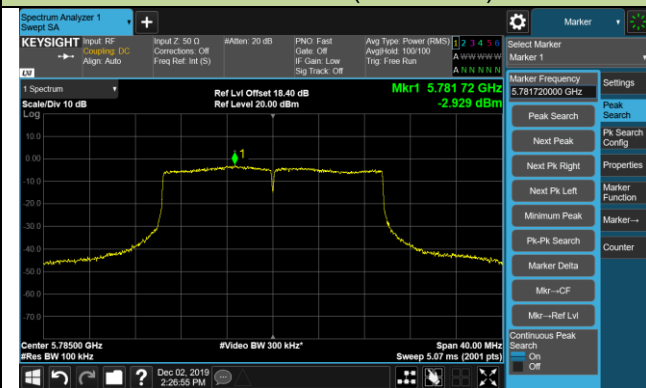 Spectrum Analyzer 1
Swept SA
Marker
KEYSIGHT
Input: RF
Coupling: DC
Align: Auto
Input Z: 50 Ω
Corrections: Off
Freq Ref: Int (S)
#Atten: 20 dB
PNO: Fast
Gate: Off
IF Gain: Low
Sig Track: Off
Avg Type: Power (RMS)
Avg|Hold: 100/100
Trig: Free Run
1 2 3 4 5 6
A W W W W W
A N N N N N
LXI
Select Marker
Marker 1
1 Spectrum
Scale/Div 10 dB
Log
Ref Lvl Offset 18.40 dB
Ref Level 20.00 dBm
Mkr1 5.781 72 GHz
-2.929 dBm
10.0
0.00
-10.0
-20.0
-30.0
-40.0
-50.0
-60.0
-70.0
1
Center 5.78500 GHz
#Res BW 100 kHz
#Video BW 300 kHz*
Span 40.00 MHz
Sweep 5.07 ms (2001 pts)
Marker Frequency
5.781720000 GHz
Peak Search
Next Peak
Next Pk Right
Next Pk Left
Minimum Peak
Pk-Pk Search
Marker Delta
Mkr→CF
Mkr→Ref Lvl
Continuous Peak
Search
On
Off
Settings
Peak
Search
Pk Search
Config
Properties
Marker
Function
Marker→
Counter
Dec 02, 2019
2:26:55 PM